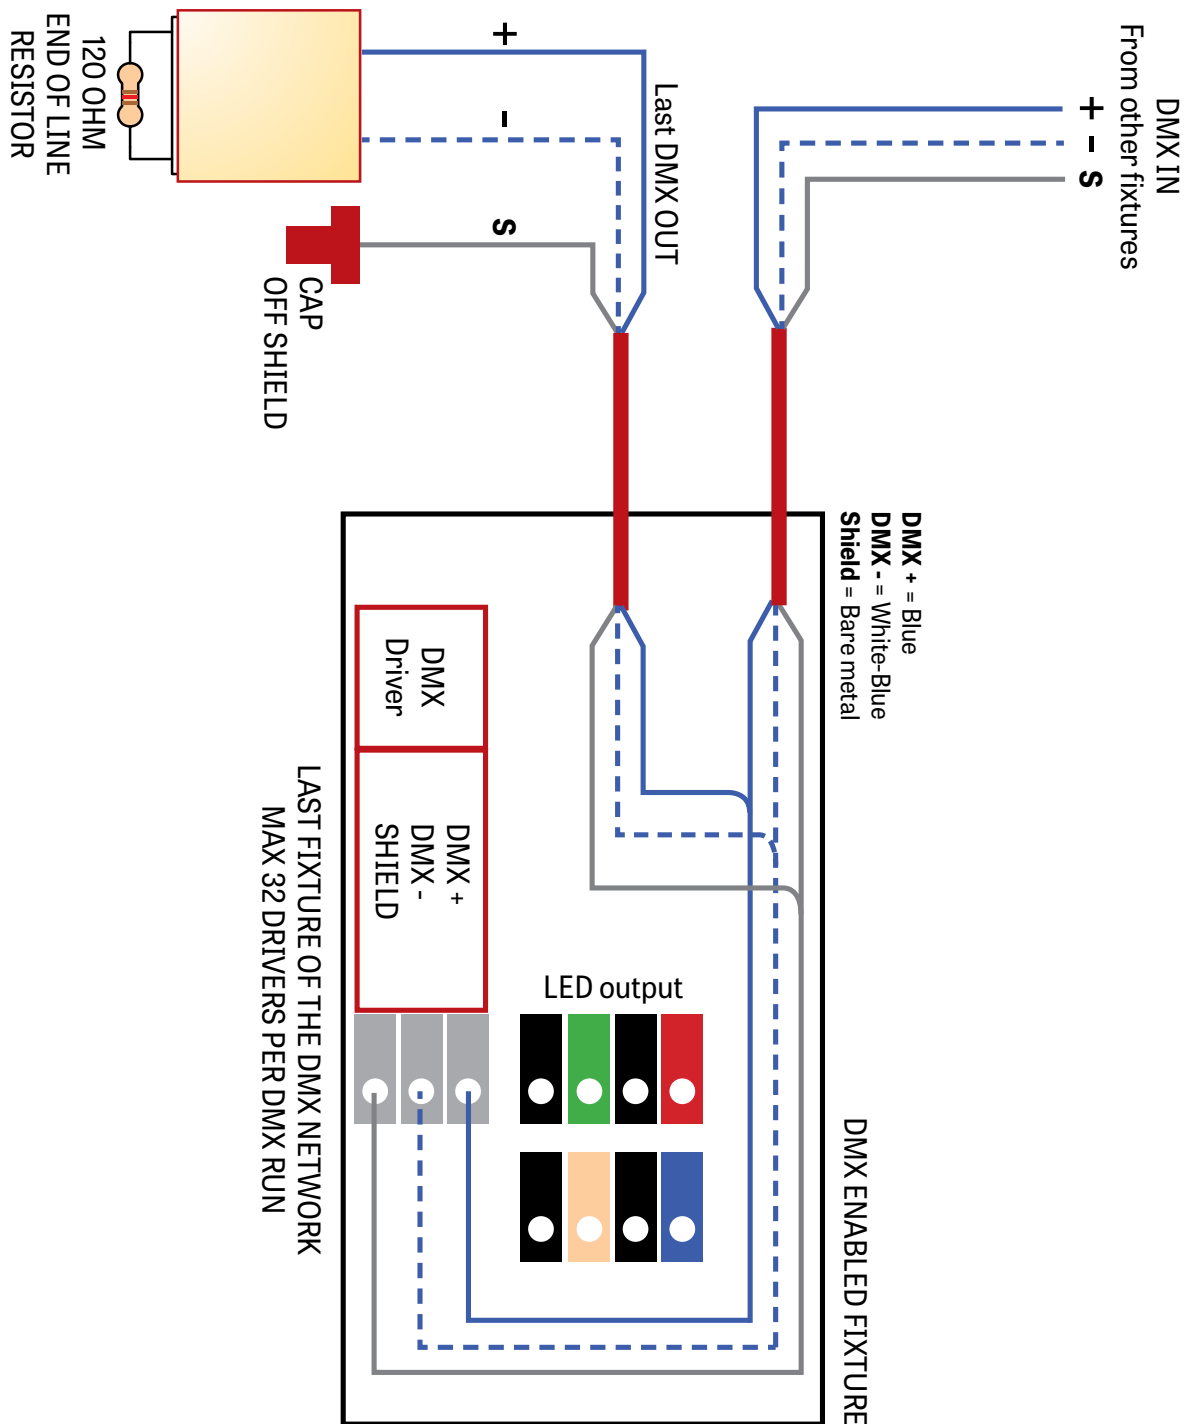 DMX IN
From other fixtures
+
-
S
Last DMX OUT
+
-
S
120 OHM
END OF LINE
RESISTOR
CAP
OFF SHIELD
DMX + = Blue
DMX - = White-Blue
Shield = Bare metal
DMX ENABLED FIXTURE
DMX
Driver
DMX +
DMX -
SHIELD
LED output
LAST FIXTURE OF THE DMX NETWORK
MAX 32 DRIVERS PER DMX RUN